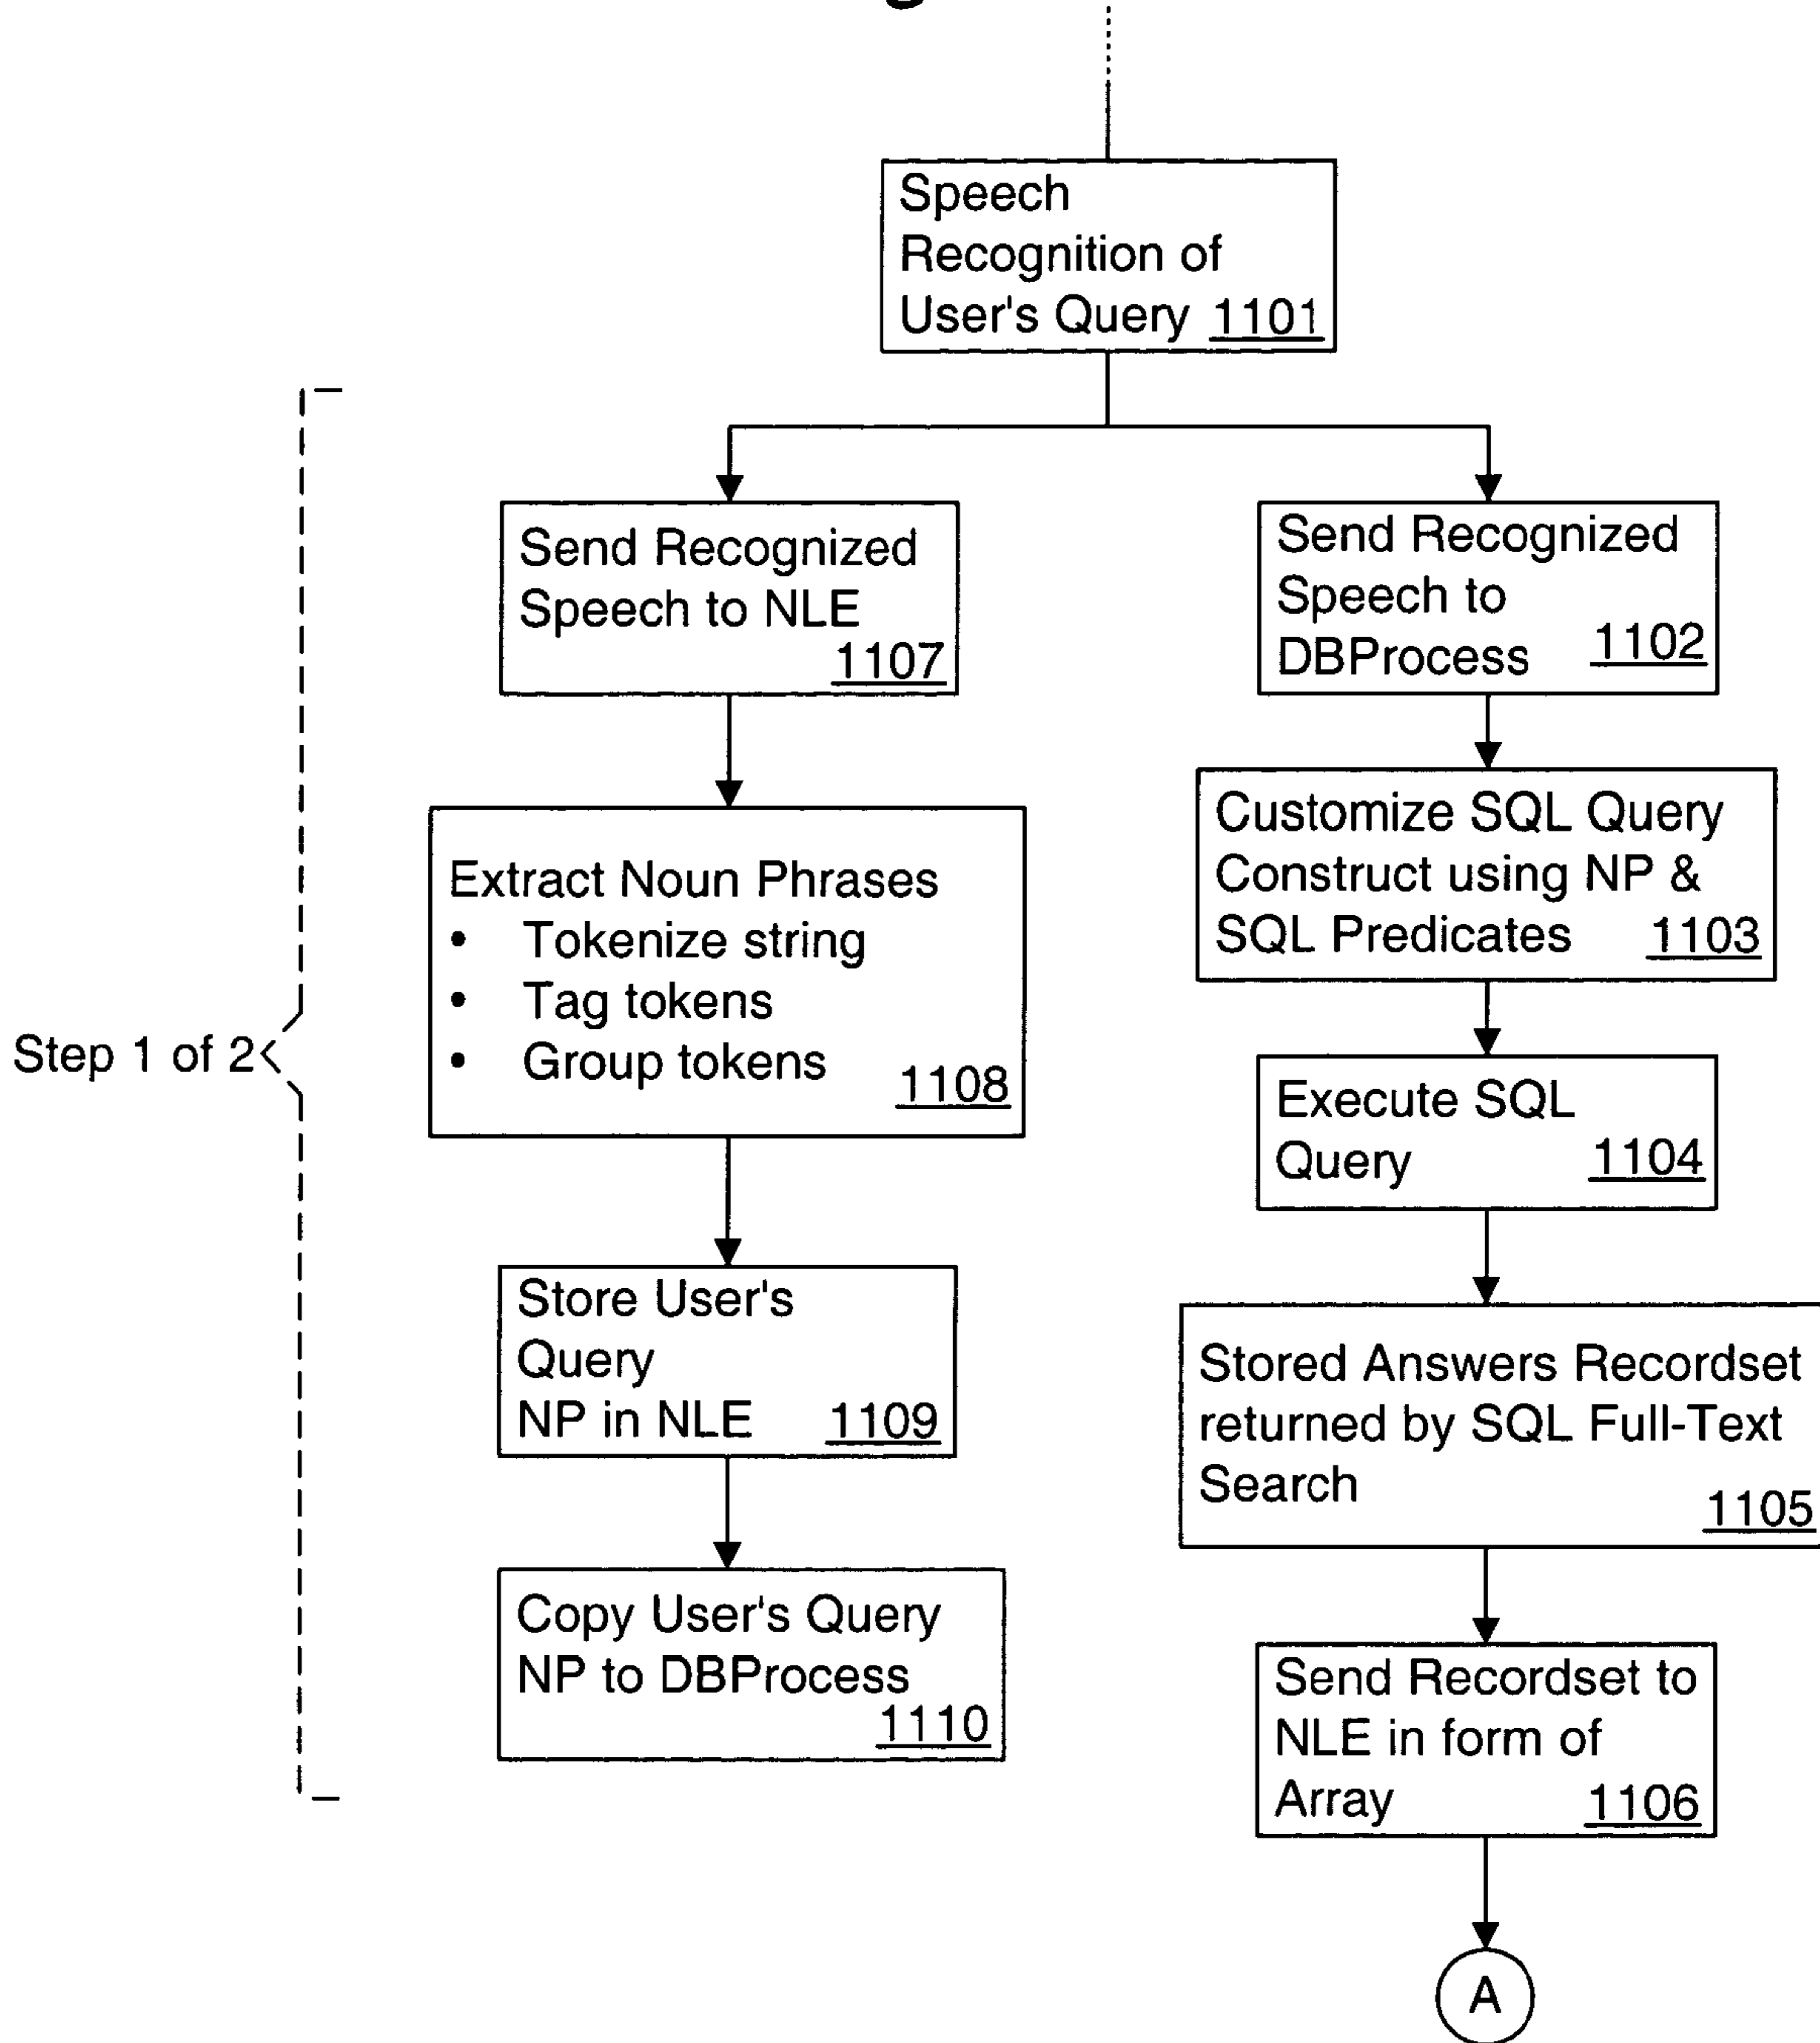 Speech
Recognition of
User's Query 1101
Send Recognized
Speech to NLE
1107
Send Recognized
Speech to
DBProcess 1102
Extract Noun Phrases
• Tokenize string
• Tag tokens
• Group tokens
1108
Customize SQL Query
Construct using NP &
SQL Predicates 1103
Step 1 of 2
Execute SQL
Query 1104
Store User's
Query
NP in NLE 1109
Stored Answers Recordset
returned by SQL Full-Text
Search
1105
Copy User's Query
NP to DBProcess
1110
Send Recordset to
NLE in form of
Array 1106
A